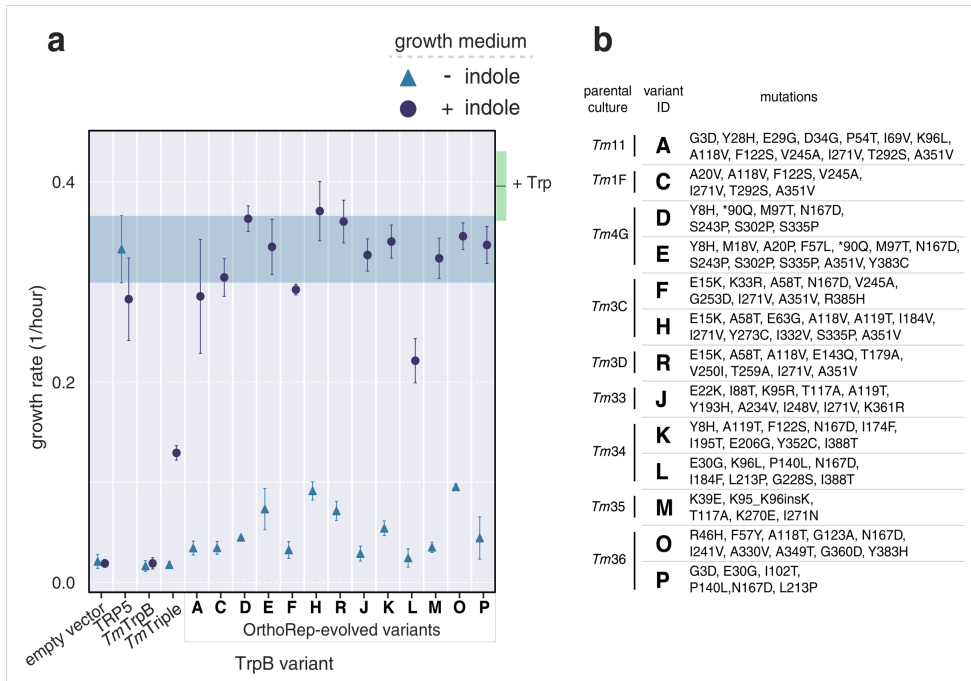 a
growth medium
- indole
+ indole
growth rate (1/hour)
0.4
0.2
0.0
+ Trp
empty vector
TRP5
TmTrpB
TmTriple
A C D E F H R J K L M O P
OrthoRep-evolved variants
TrpB variant
b
parental culture
variant ID
mutations
Tm11
A
G3D, Y28H, E29G, D34G, P54T, I69V, K96L,
A118V, F122S, V245A, I271V, T292S, A351V
Tm1F
C
A20V, A118V, F122S, V245A,
I271V, T292S, A351V
Tm4G
D
Y8H, *90Q, M97T, N167D,
S243P, S302P, S335P
E
Y8H, M18V, A20P, F57L, *90Q, M97T, N167D,
S243P, S302P, S335P, A351V, Y383C
Tm3C
F
E15K, K33R, A58T, N167D, V245A,
G253D, I271V, A351V, R385H
H
E15K, A58T, E63G, A118V, A119T, I184V,
I271V, Y273C, I332V, S335P, A351V
Tm3D
R
E15K, A58T, A118V, E143Q, T179A,
V250I, T259A, I271V, A351V
Tm33
J
E22K, I88T, K95R, T117A, A119T,
Y193H, A234V, I248V, I271V, K361R
Tm34
K
Y8H, A119T, F122S, N167D, I174F,
I195T, E206G, Y352C, I388T
L
E30G, K96L, P140L, N167D,
I184F, L213P, G228S, I388T
Tm35
M
K39E, K95_K96insK,
T117A, K270E, I271N
Tm36
O
R46H, F57Y, A118T, G123A, N167D,
I241V, A330V, A349T, G360D, Y383H
P
G3D, E30G, I102T,
P140L,N167D, L213P